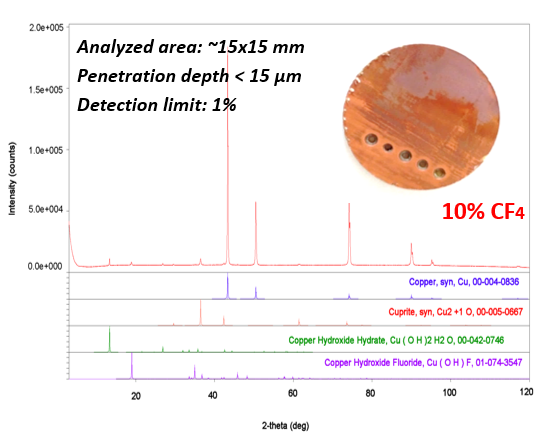 2.0e+005
1.5e+005
1.0e+005
5.0e+004
0.0e+000
Intensity (counts)
Analyzed area: ~15x15 mm
Penetration depth < 15 µm
Detection limit: 1%
10% CF4
Copper, syn, Cu, 00-004-0836
Cuprite, syn, Cu2 +1 O, 00-005-0667
Copper Hydroxide Hydrate, Cu ( O H )2 H2 O, 00-042-0746
Copper Hydroxide Fluoride, Cu ( O H ) F, 01-074-3547
20 40 60 80 100 120
2-theta (deg)